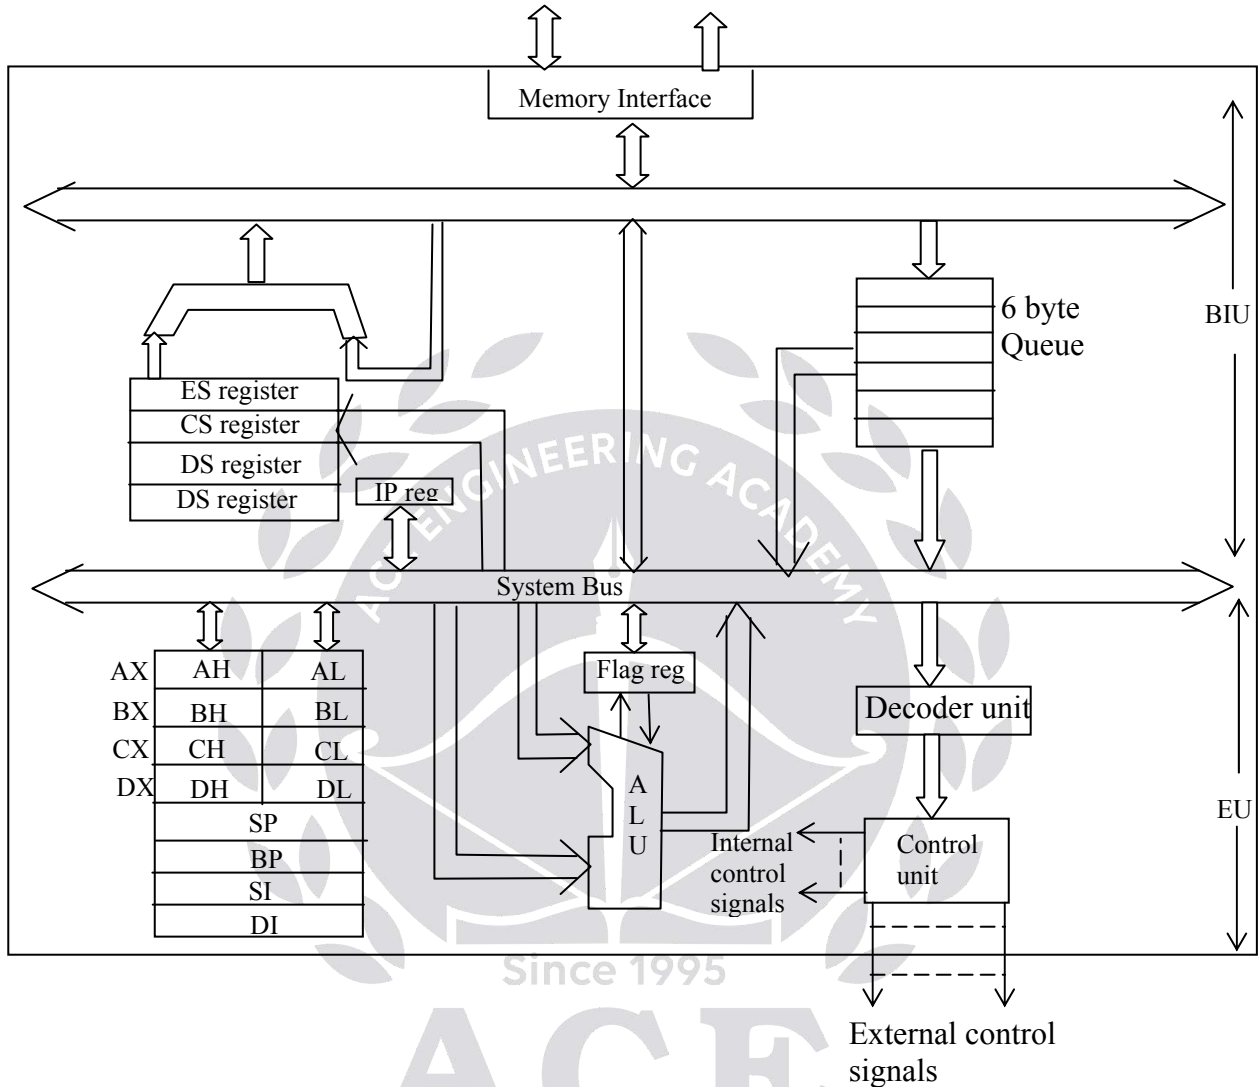 Memory Interface
6 byte
Queue
BIU
ES register
CS register
DS register
DS register
IP reg
ACE ENGINEERING ACADEMY
System Bus
AX AH AL
BX BH BL
CX CH CL
DX DH DL
SP
BP
SI
DI
Flag reg
A
L
U
Decoder unit
EU
Internal
control
signals
Control
unit
Since 1995
ACE
External control
signals